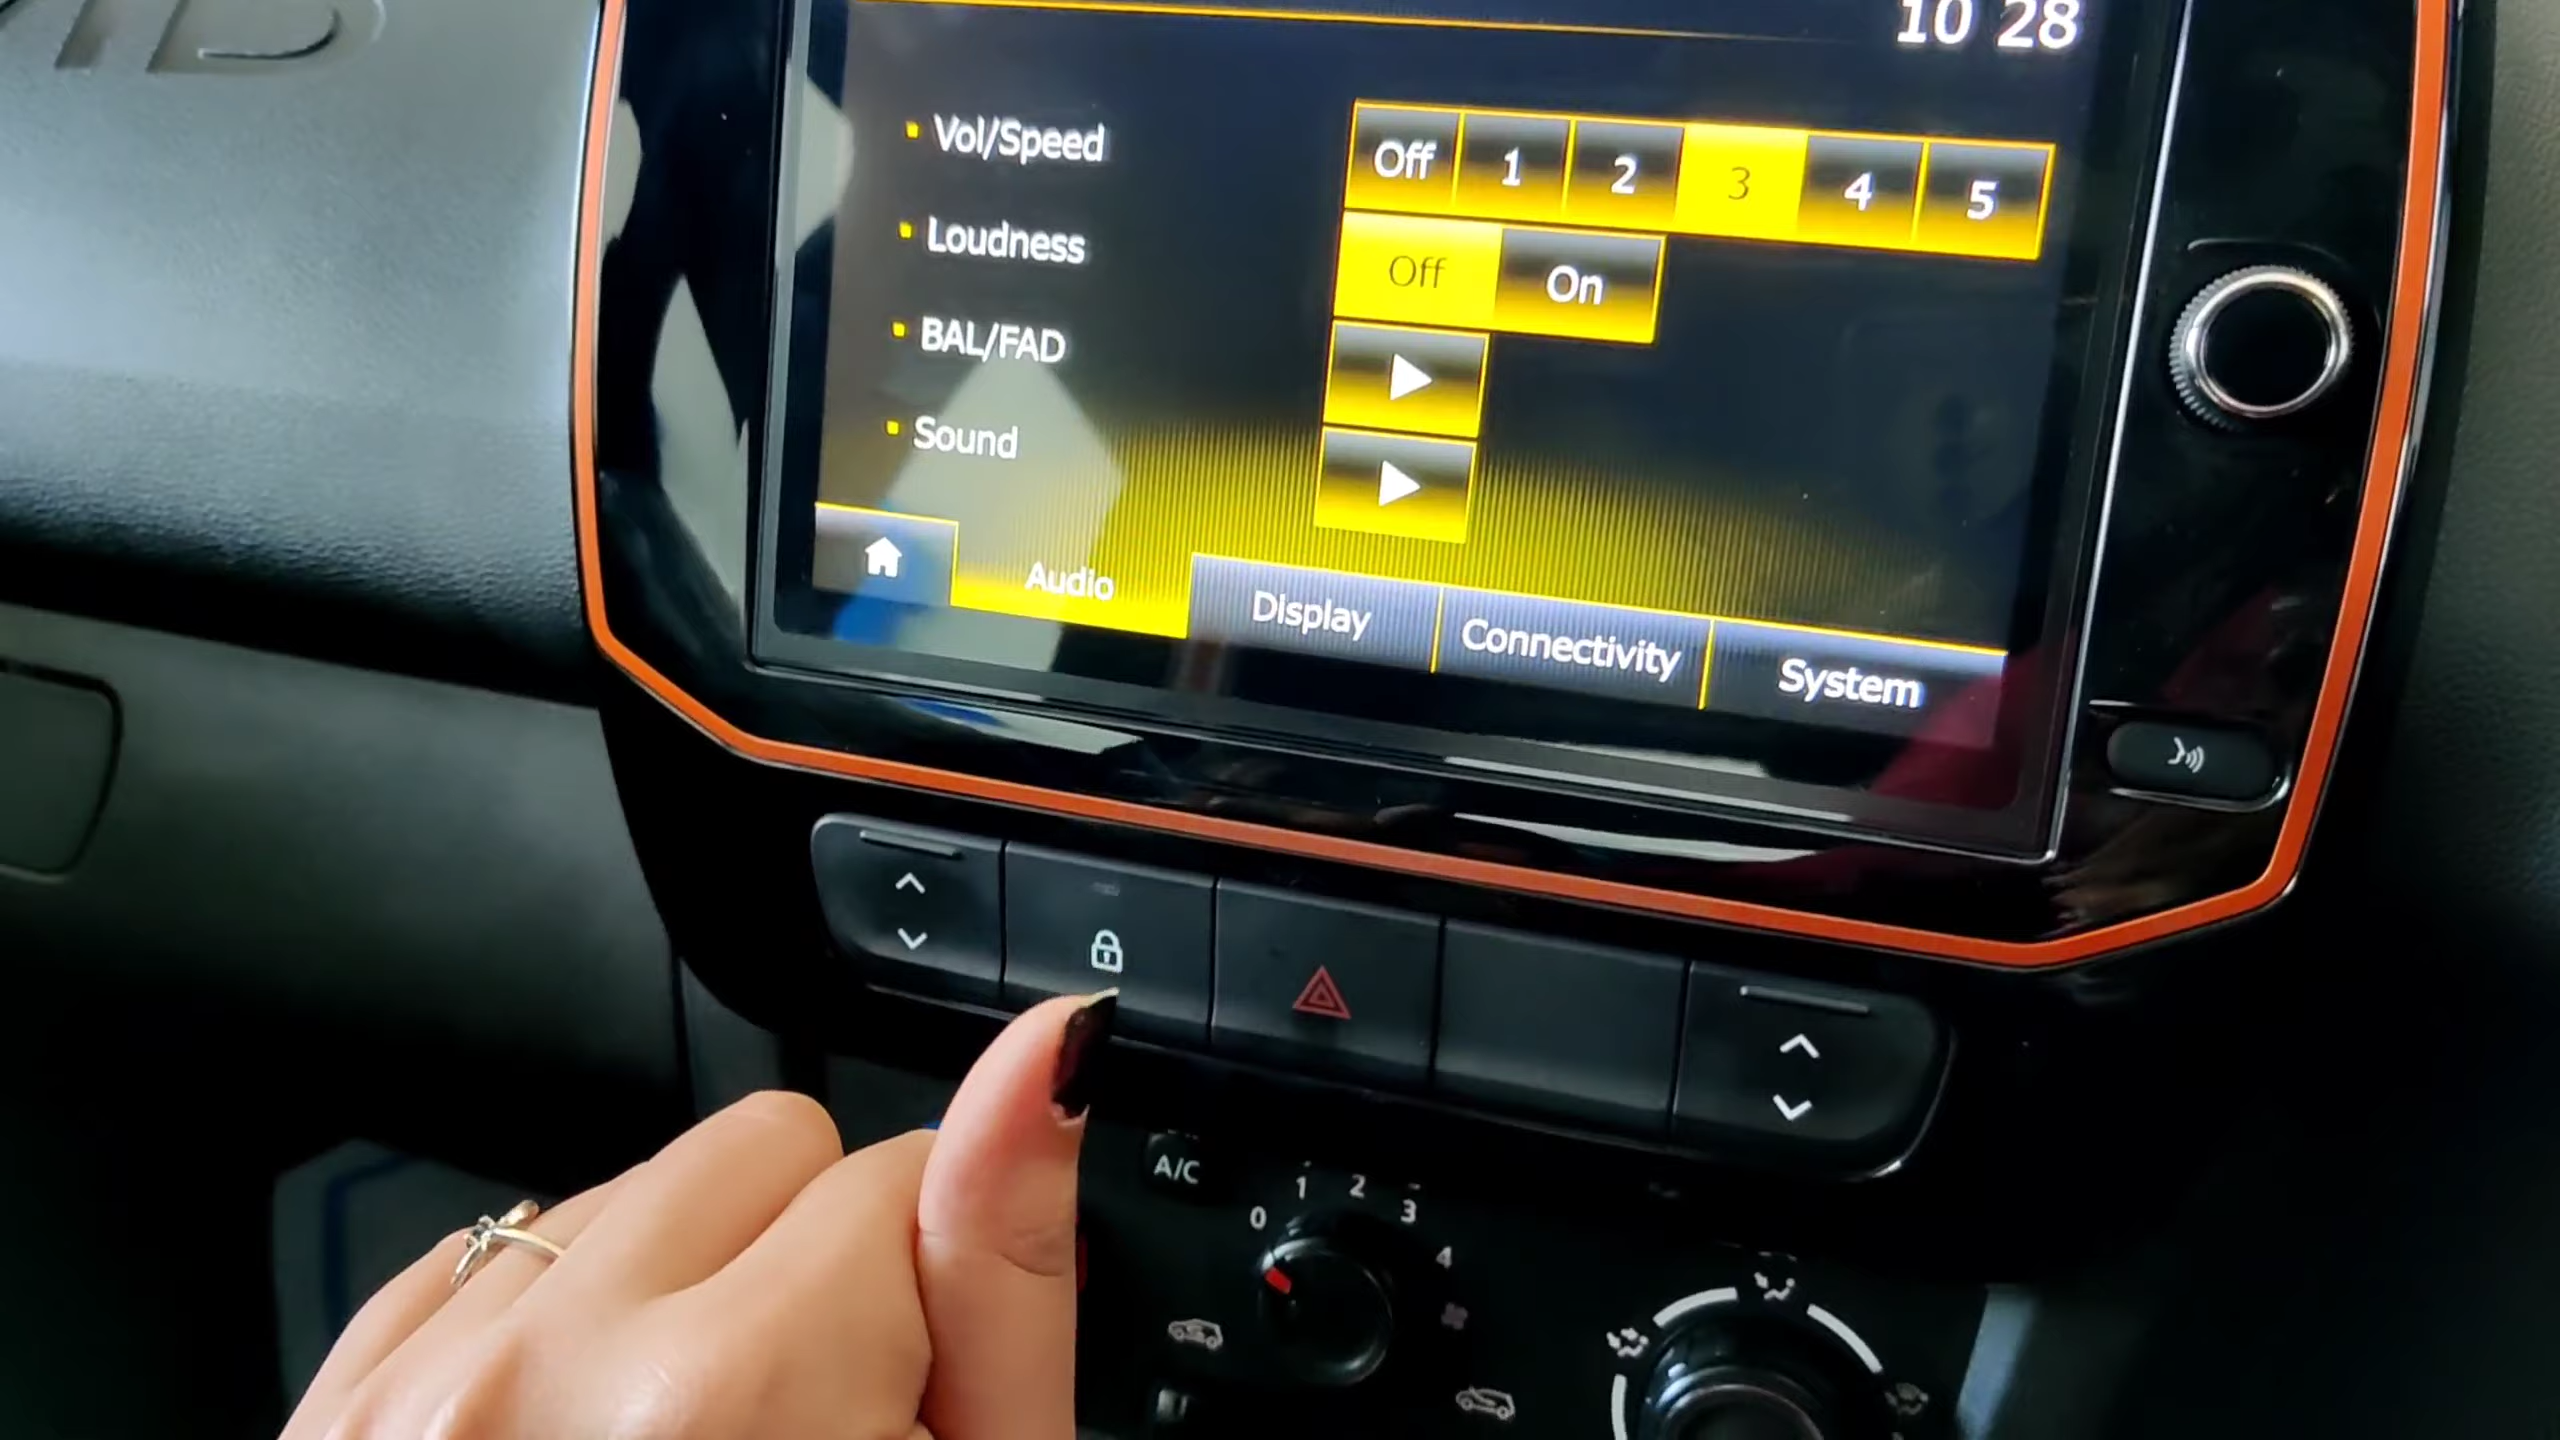 10 28
Vol/Speed Off 1 2 3 4 5
Loudness Off On
BAL/FAD
Sound
Audio Display Connectivity System
A/C
0 1 2 3 4